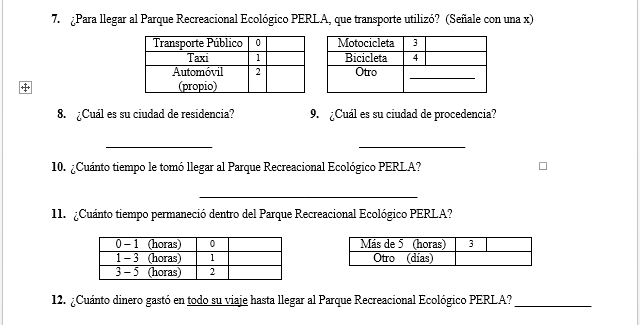 7. ¿Para llegar al Parque Recreacional Ecológico PERLA, que transporte utilizó? (Señale con una x)
Transporte Público 0 Motocicleta 3
Taxi 1 Bicicleta 4
Automóvil (propio) 2 Otro ____________
8. ¿Cuál es su ciudad de residencia? 9. ¿Cuál es su ciudad de procedencia?
10. ¿Cuánto tiempo le tomó llegar al Parque Recreacional Ecológico PERLA?
11. ¿Cuánto tiempo permaneció dentro del Parque Recreacional Ecológico PERLA?
0 – 1 (horas) 0 Más de 5 (horas) 3
1 – 3 (horas) 1 Otro (días)
3 – 5 (horas) 2
12. ¿Cuánto dinero gastó en todo su viaje hasta llegar al Parque Recreacional Ecológico PERLA? ____________